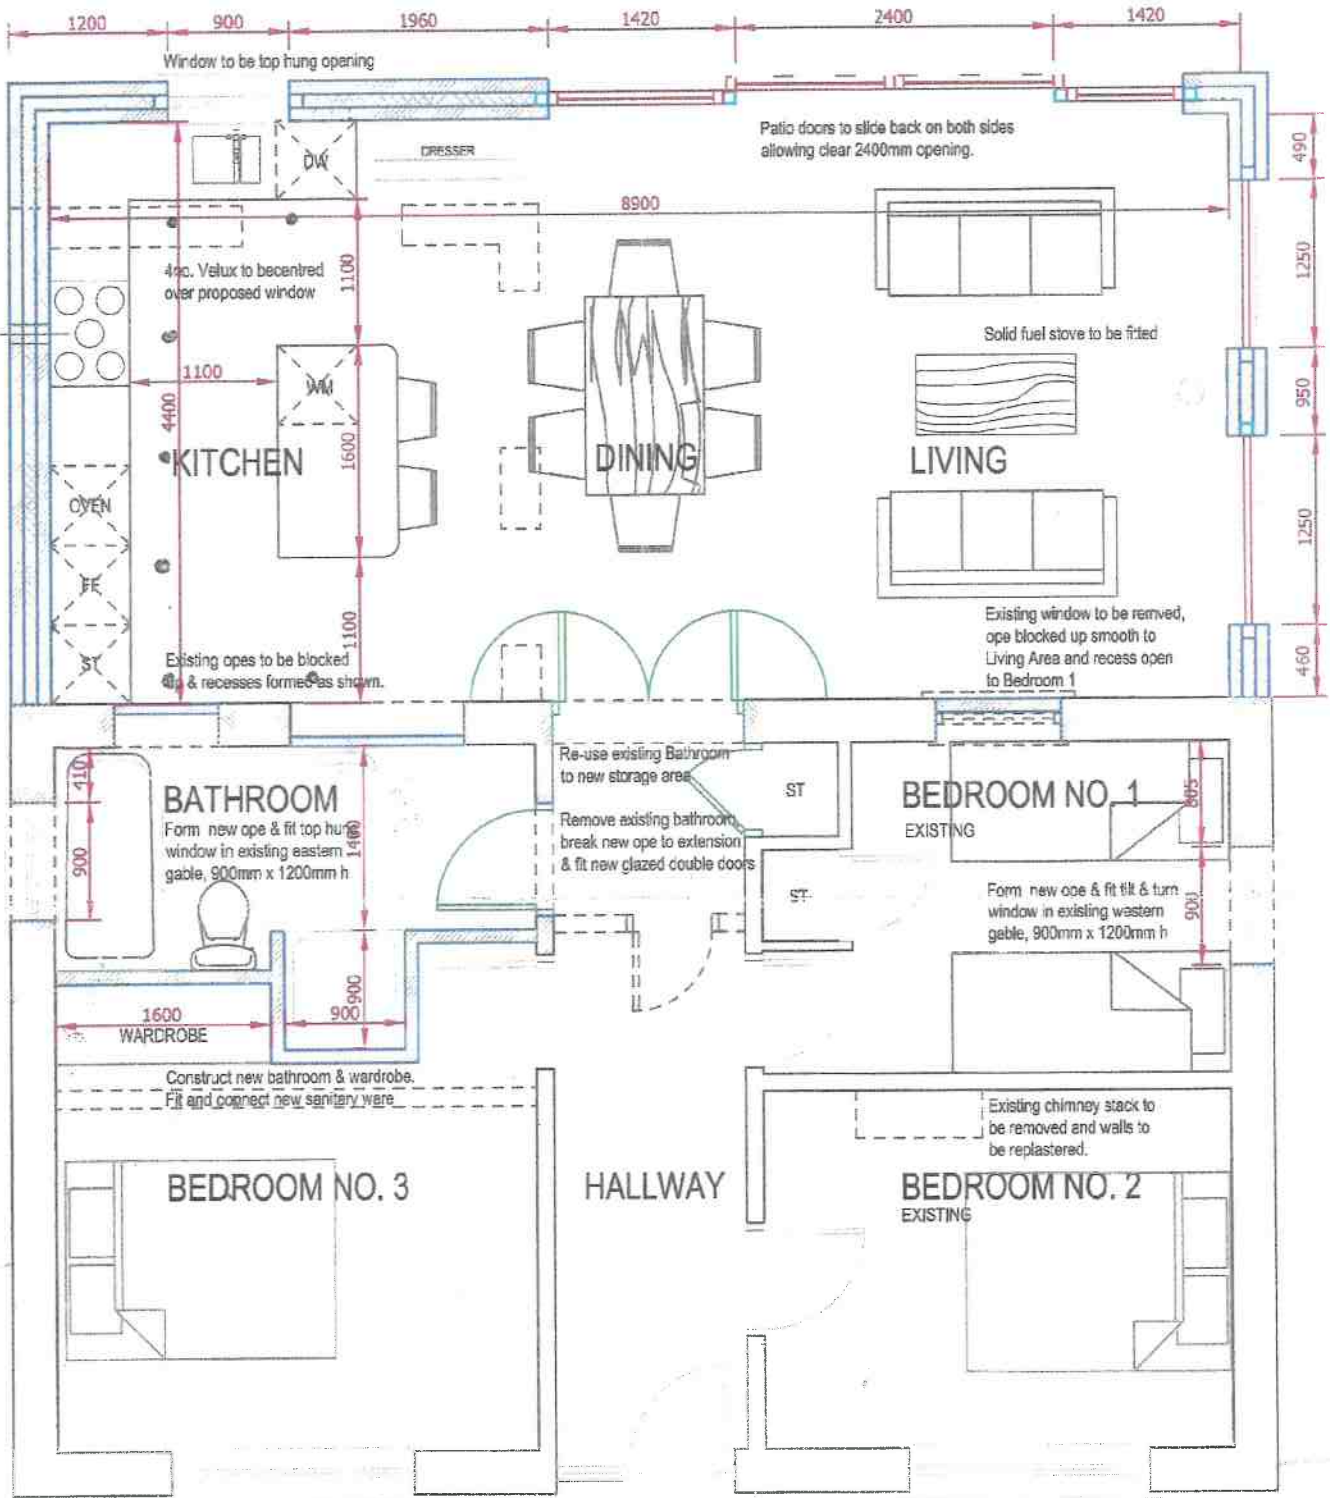 1200 900 1960 1420 2400 1420
Window to be top hung opening
Patio doors to slide back on both sides
allowing clear 2400mm opening.
DW
DRESSER
490
8900
1250
4no. Velux to becentred
over proposed window
1100
Solid fuel stove to be fitted
1100
WM
950
4400
1600
KITCHEN
DINING
LIVING
OVEN
1250
FF
1100
Existing window to be remved,
ope blocked up smooth to
Living Area and recess open
to Bedroom 1
460
ST
Existing opes to be blocked
up & recesses formed as shown.
Re-use existing Bathroom
to new storage area
ST
410
BATHROOM
Form new ope & fit top hung
window in existing eastern
gable, 900mm x 1200mm h
1400
900
Remove existing bathroom,
break new ope to extension
& fit new glazed double doors
BEDROOM NO. 1
EXISTING
805
ST
Form new ope & fit tilt & turn
window in existing western
gable, 900mm x 1200mm h
900
900
1600
900
WARDROBE
Construct new bathroom & wardrobe.
Fit and connect new sanitary ware
Existing chimney stack to
be removed and walls to
be replastered.
BEDROOM NO. 3
HALLWAY
BEDROOM NO. 2
EXISTING